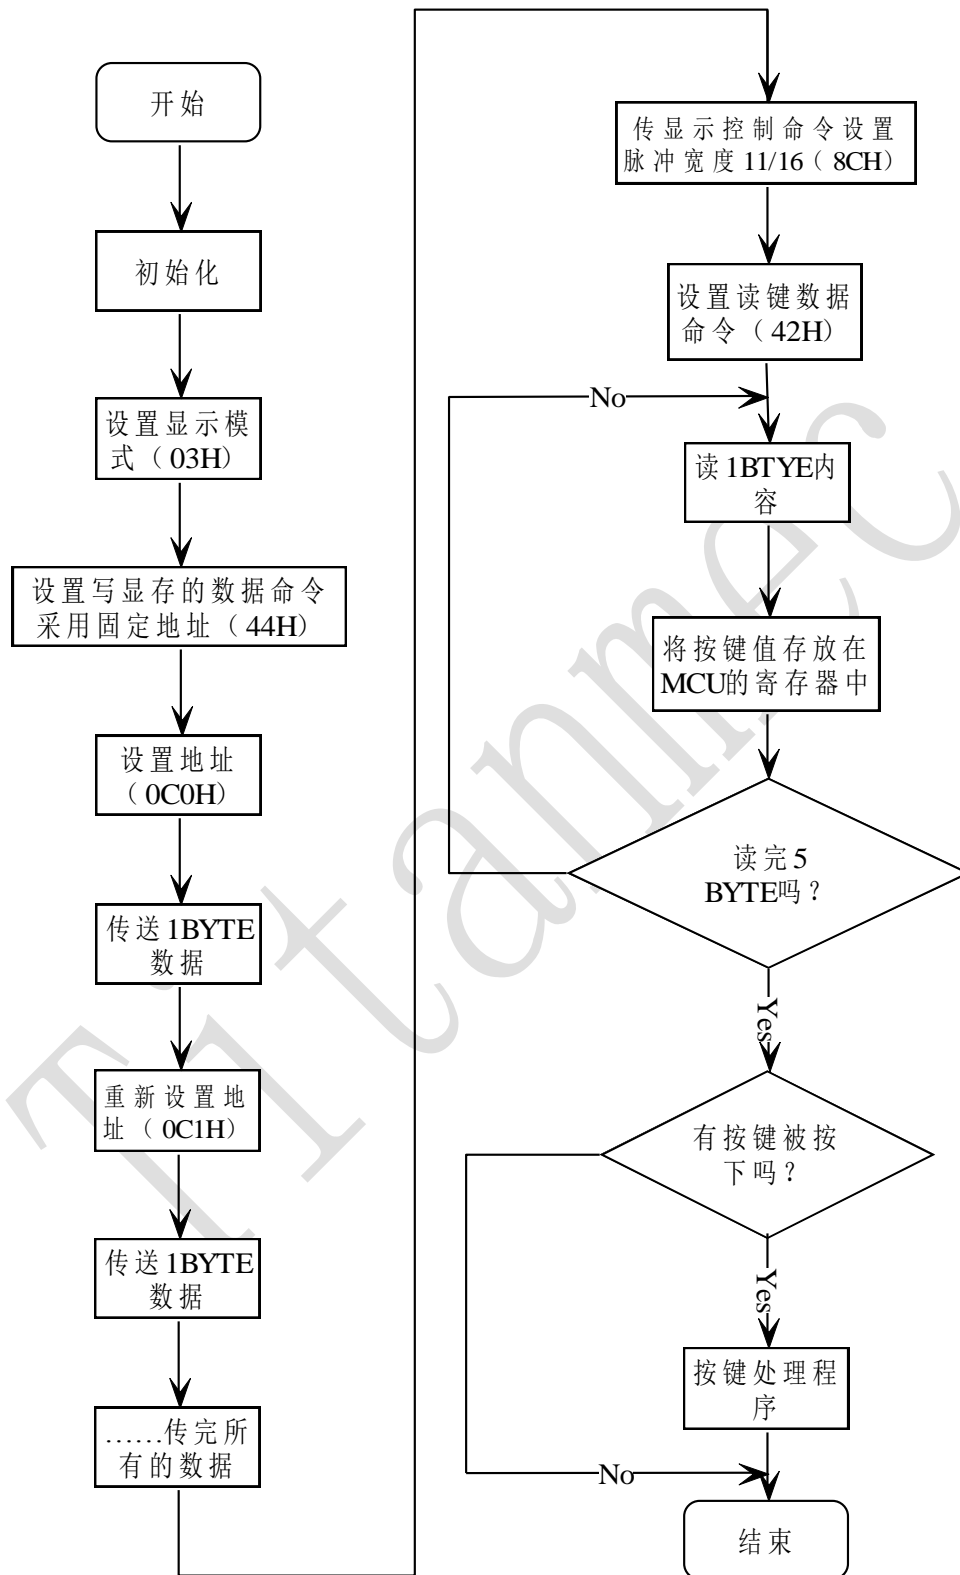 开始
初始化
设置显示模
式（03H）
设置写显存的数据命令
采用固定地址（44H）
设置地址
（0C0H）
传送1BYTE
数据
重新设置地
址（0C1H）
传送1BYTE
数据
……传完所
有的数据
传显示控制命令设置
脉冲宽度11/16（8CH）
设置读键数据
命令（42H）
No
读1BTYE内
容
将按键值存放在
MCU的寄存器中
读完5
BYTE吗？
Yes
有按键被按
下吗？
Yes
按键处理程
序
No
结束
Titanmec